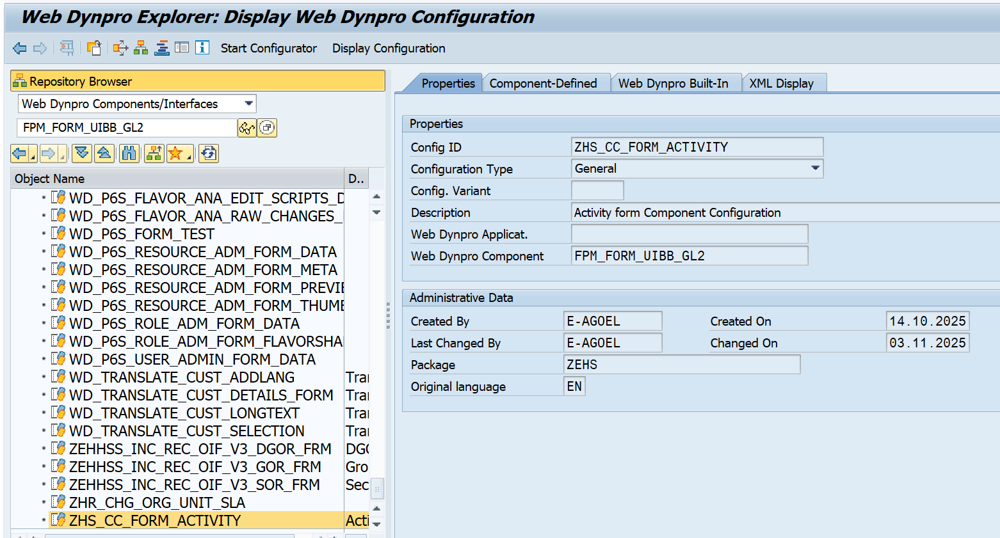 Web Dynpro Explorer: Display Web Dynpro Configuration
Start Configurator Display Configuration
Repository Browser
Web Dynpro Components/Interfaces
FPM_FORM_UIBB_GL2
Object Name D..
WD_P6S_FLAVOR_ANA_EDIT_SCRIPTS_D
WD_P6S_FLAVOR_ANA_RAW_CHANGES_
WD_P6S_FORM_TEST
WD_P6S_RESOURCE_ADM_FORM_DATA
WD_P6S_RESOURCE_ADM_FORM_META
WD_P6S_RESOURCE_ADM_FORM_PREVIE
WD_P6S_RESOURCE_ADM_FORM_THUME
WD_P6S_ROLE_ADM_FORM_DATA
WD_P6S_ROLE_ADM_FORM_FLAVORSHA
WD_P6S_USER_ADMIN_FORM_DATA
WD_TRANSLATE_CUST_ADDLANG Tra
WD_TRANSLATE_CUST_DETAILS_FORM Tra
WD_TRANSLATE_CUST_LONGTEXT Tra
WD_TRANSLATE_CUST_SELECTION Tra
ZEHHSS_INC_REC_OIF_V3_DGOR_FRM DGO
ZEHHSS_INC_REC_OIF_V3_GOR_FRM Gro
ZEHHSS_INC_REC_OIF_V3_SOR_FRM Sec
ZHR_CHG_ORG_UNIT_SLA
ZHS_CC_FORM_ACTIVITY Acti
Properties Component-Defined Web Dynpro Built-In XML Display
Properties
Config ID ZHS_CC_FORM_ACTIVITY
Configuration Type General
Config. Variant
Description Activity form Component Configuration
Web Dynpro Applicat.
Web Dynpro Component FPM_FORM_UIBB_GL2
Administrative Data
Created By E-AGOEL Created On 14.10.2025
Last Changed By E-AGOEL Changed On 03.11.2025
Package ZEHS
Original language EN